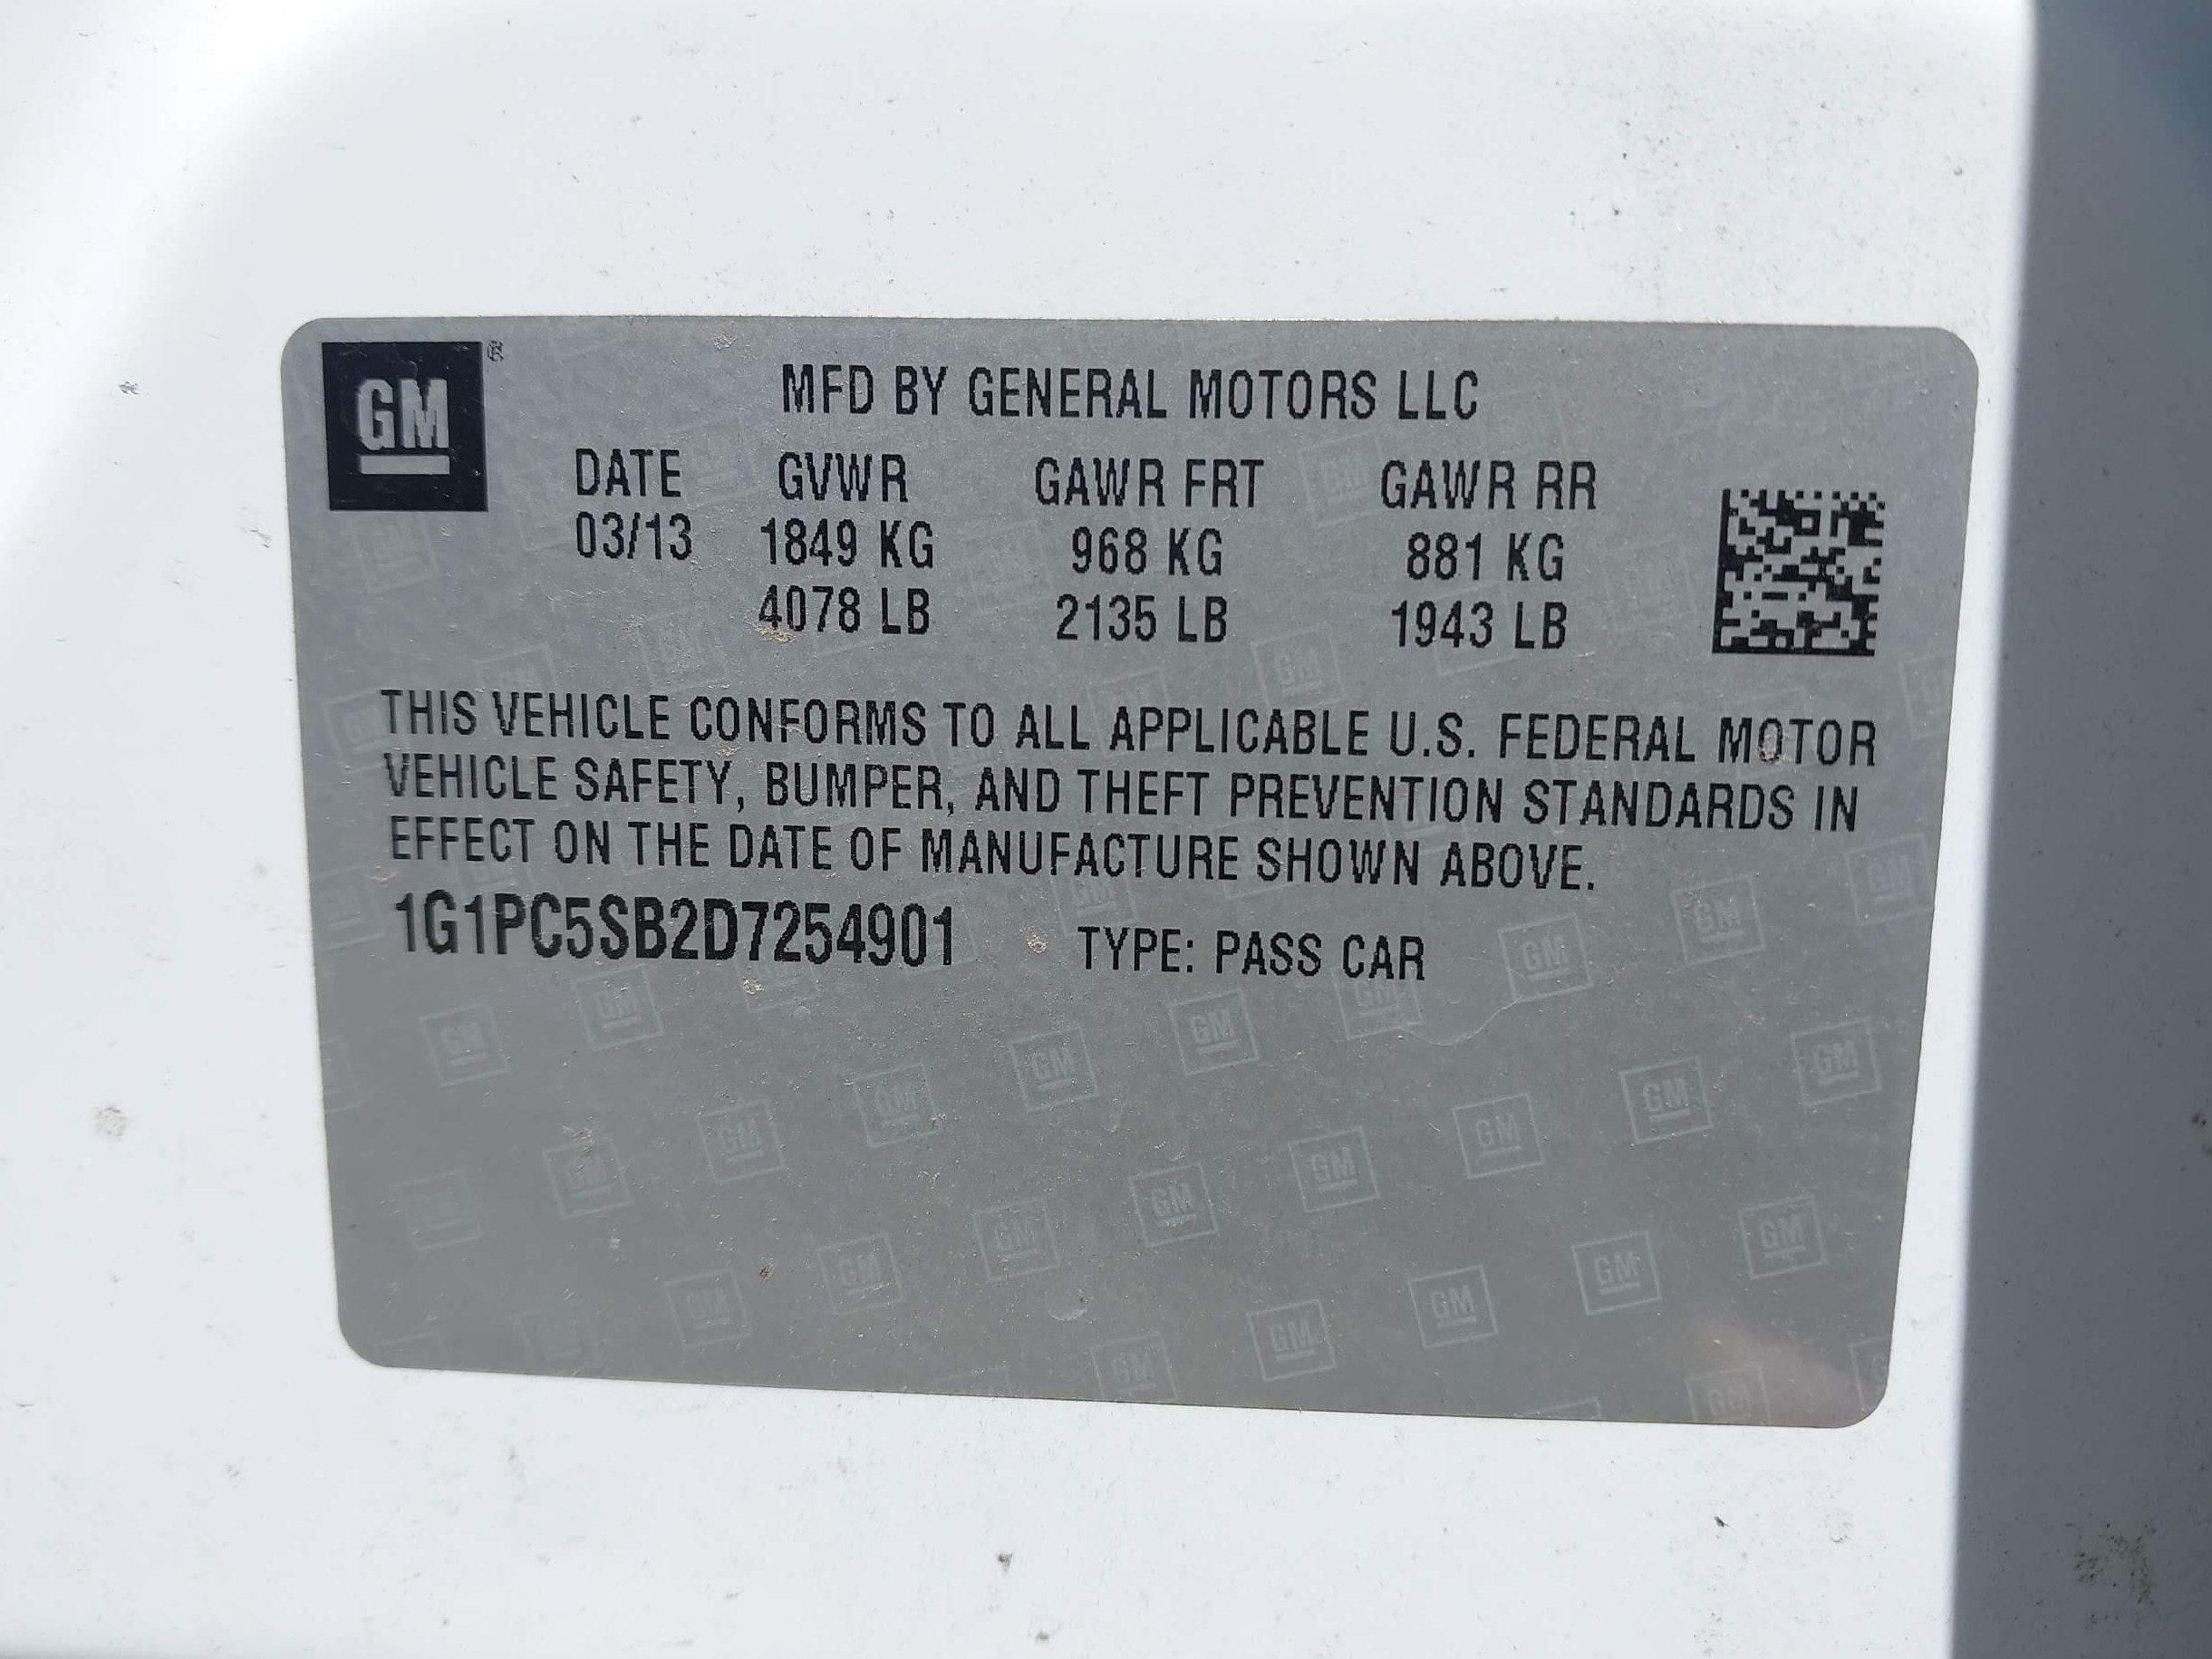 GM ®
MFD BY GENERAL MOTORS LLC
DATE GVWR GAWR FRT GAWR RR
03/13 1849 KG 968 KG 881 KG
4078 LB 2135 LB 1943 LB
THIS VEHICLE CONFORMS TO ALL APPLICABLE U.S. FEDERAL MOTOR
VEHICLE SAFETY, BUMPER, AND THEFT PREVENTION STANDARDS IN
EFFECT ON THE DATE OF MANUFACTURE SHOWN ABOVE.
1G1PC5SB2D7254901 TYPE: PASS CAR